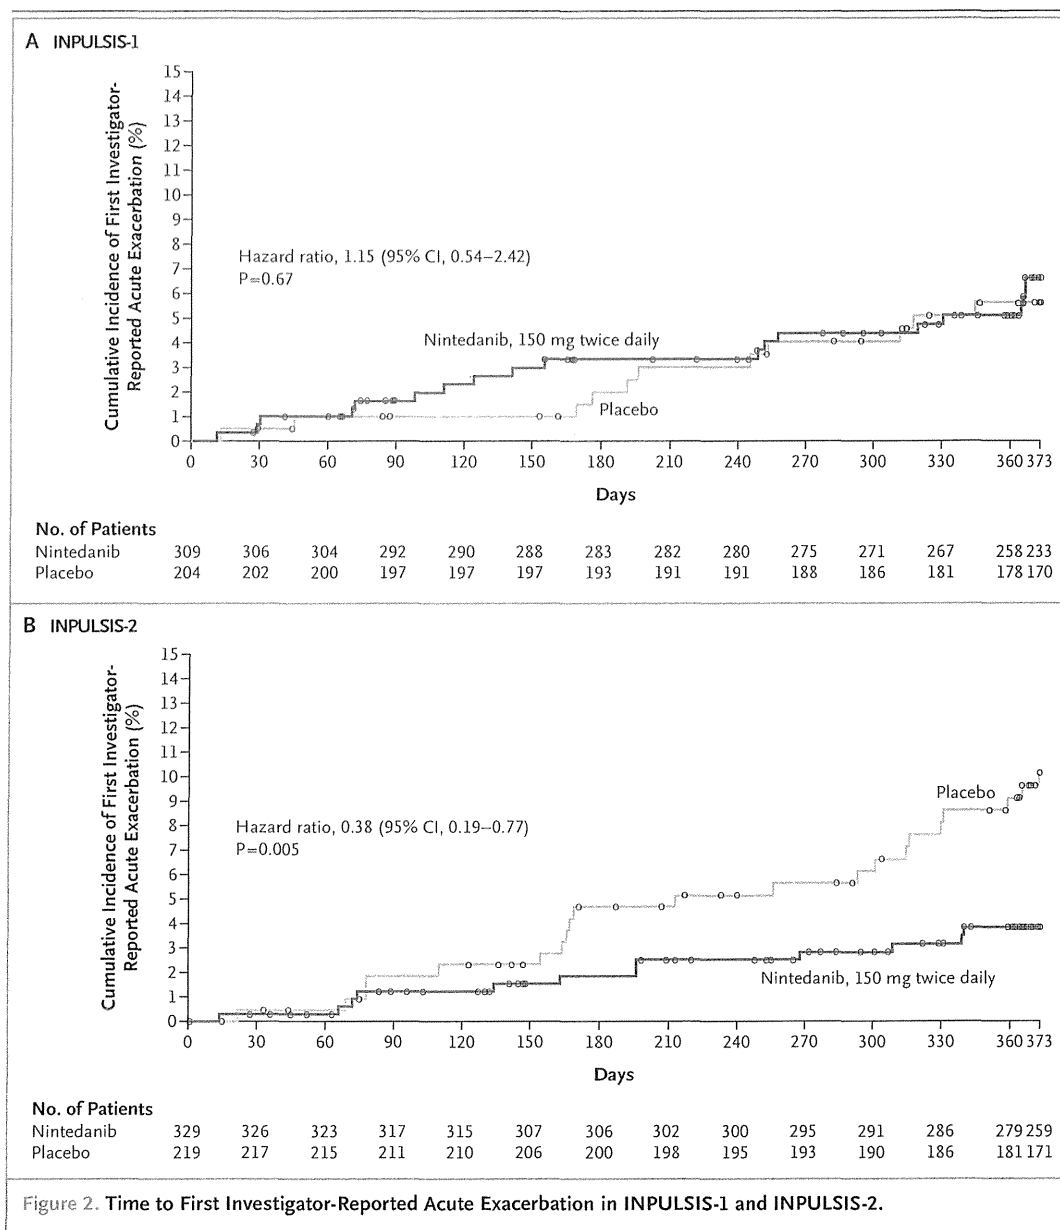 A INPULSIS-1
Cumulative Incidence of First Investigator-
Reported Acute Exacerbation (%)
15
14
13
12
11
10
9
8
7
6
5
4
3
2
1
0
Hazard ratio, 1.15 (95% CI, 0.54–2.42)
P=0.67
Nintedanib, 150 mg twice daily
Placebo
0 30 60 90 120 150 180 210 240 270 300 330 360 373
Days
No. of Patients
Nintedanib 309 306 304 292 290 288 283 282 280 275 271 267 258 233
Placebo 204 202 200 197 197 197 193 191 191 188 186 181 178 170
B INPULSIS-2
Cumulative Incidence of First Investigator-
Reported Acute Exacerbation (%)
15
14
13
12
11
10
9
8
7
6
5
4
3
2
1
0
Placebo
Hazard ratio, 0.38 (95% CI, 0.19–0.77)
P=0.005
Nintedanib, 150 mg twice daily
0 30 60 90 120 150 180 210 240 270 300 330 360 373
Days
No. of Patients
Nintedanib 329 326 323 317 315 307 306 302 300 295 291 286 279 259
Placebo 219 217 215 211 210 206 200 198 195 193 190 186 181 171
Figure 2. Time to First Investigator-Reported Acute Exacerbation in INPULSIS-1 and INPULSIS-2.